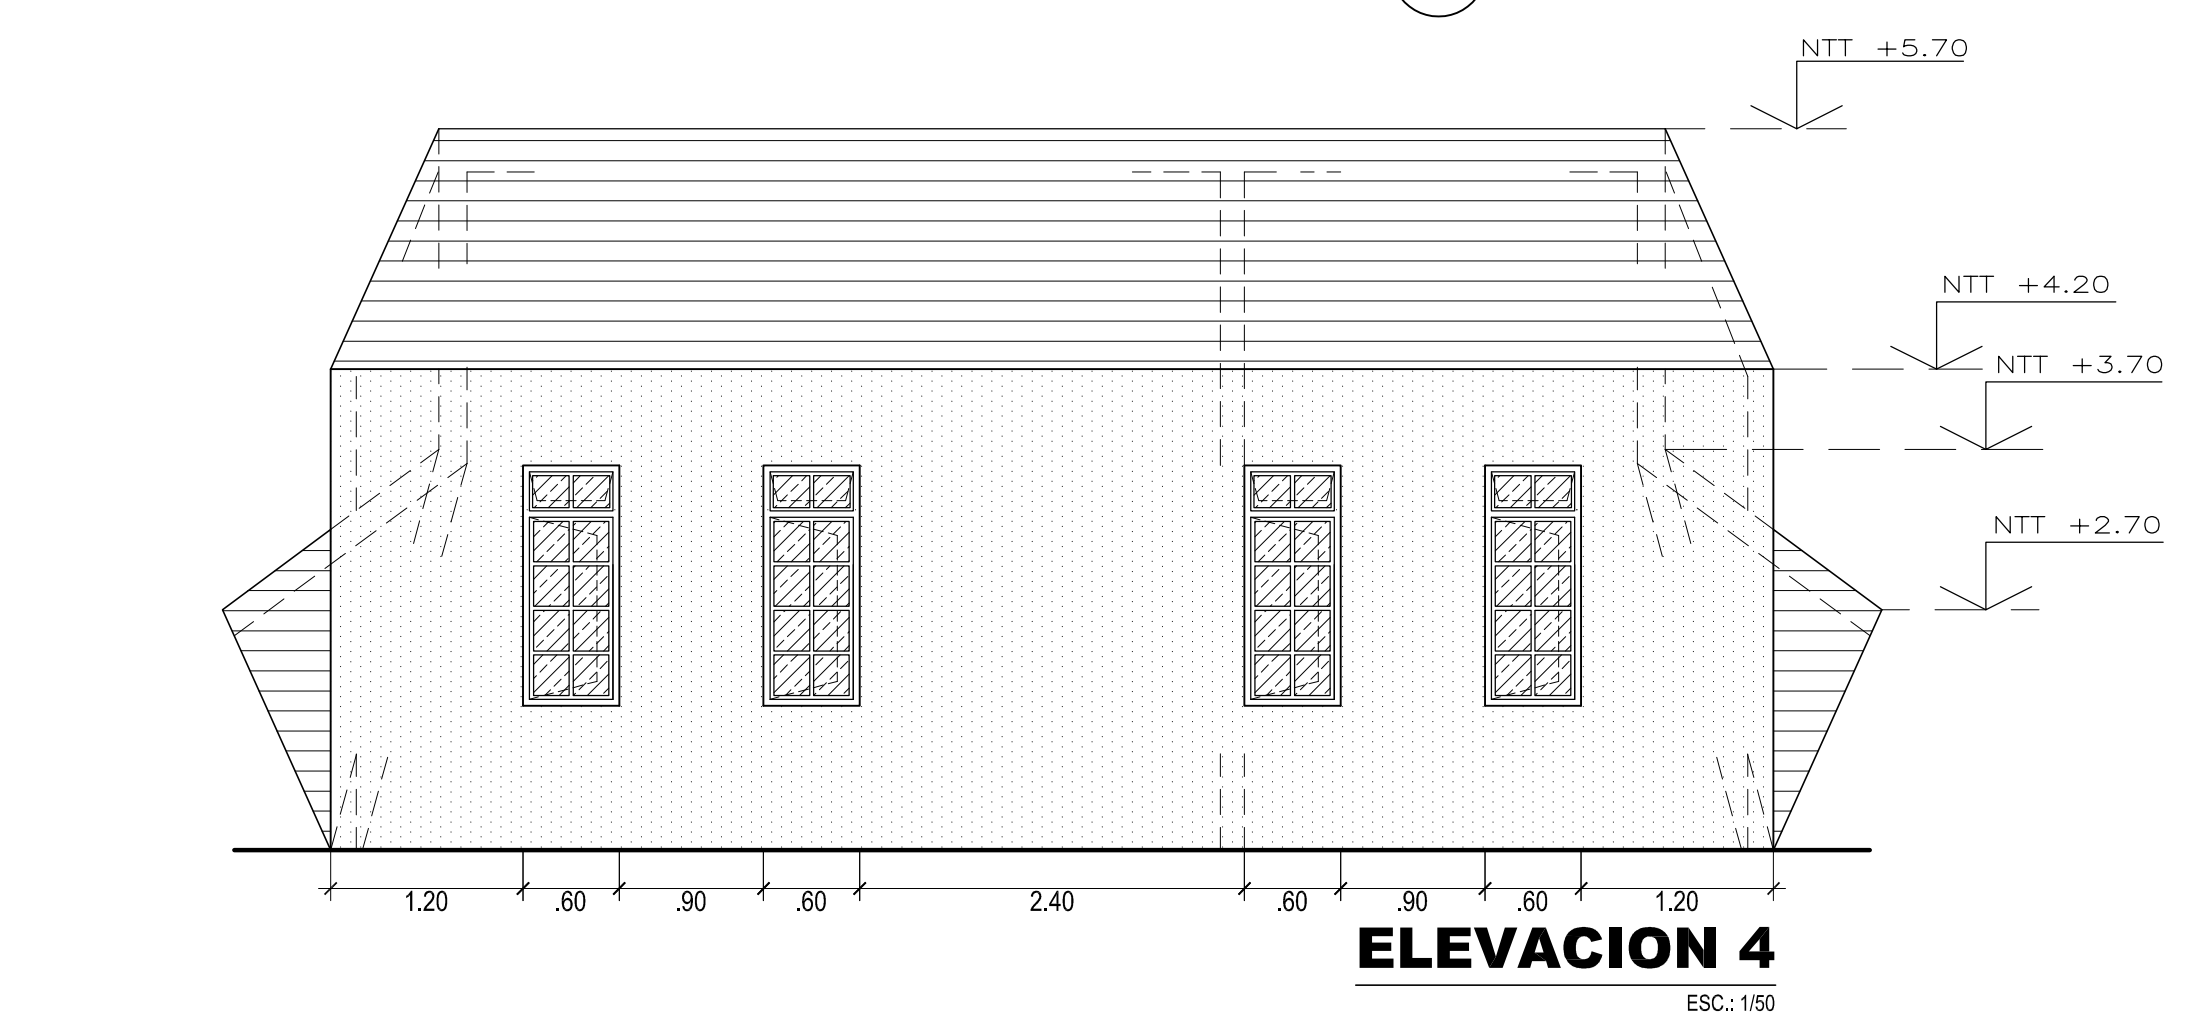 NTT +5.70
NTT +4.20
NTT +3.70
NTT +2.70
1.20 .60 .90 .60 2.40 .60 .90 .60 1.20
ELEVACION 4
ESC.: 1/50